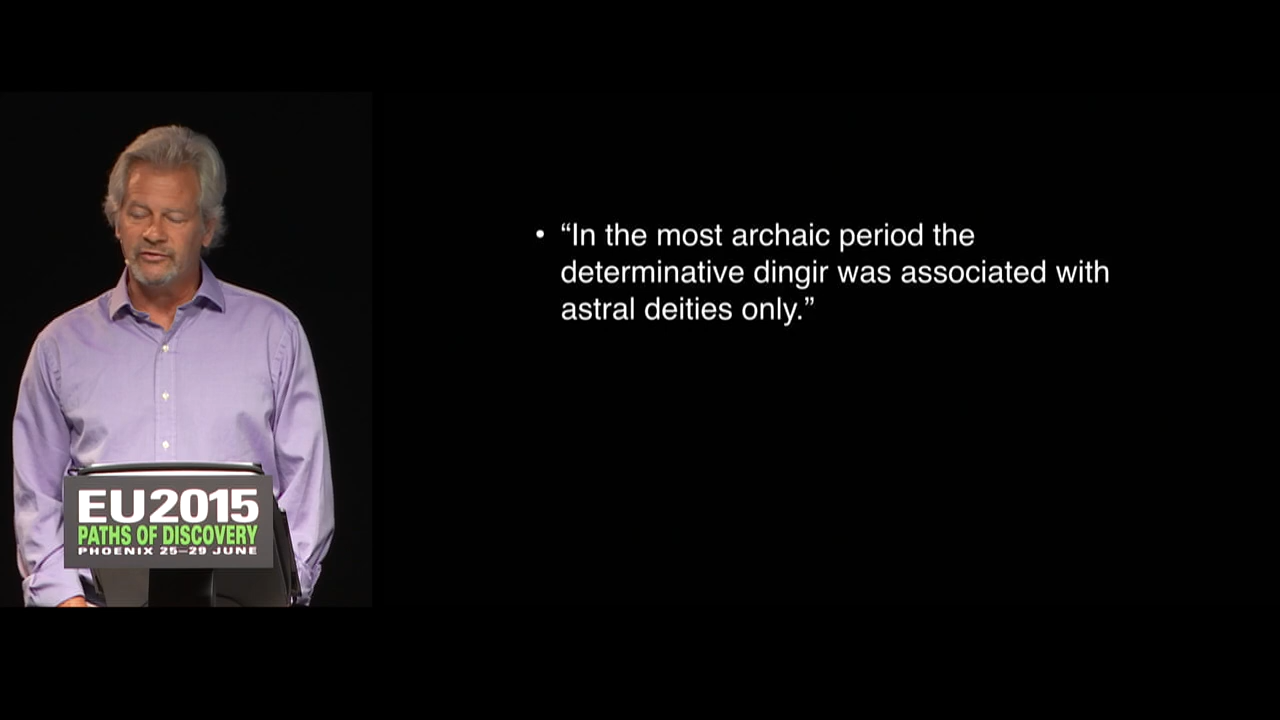 • “In the most archaic period the
determinative dingir was associated with
astral deities only.”
EU2015
PATHS OF DISCOVERY
PHOENIX 25–29 JUNE